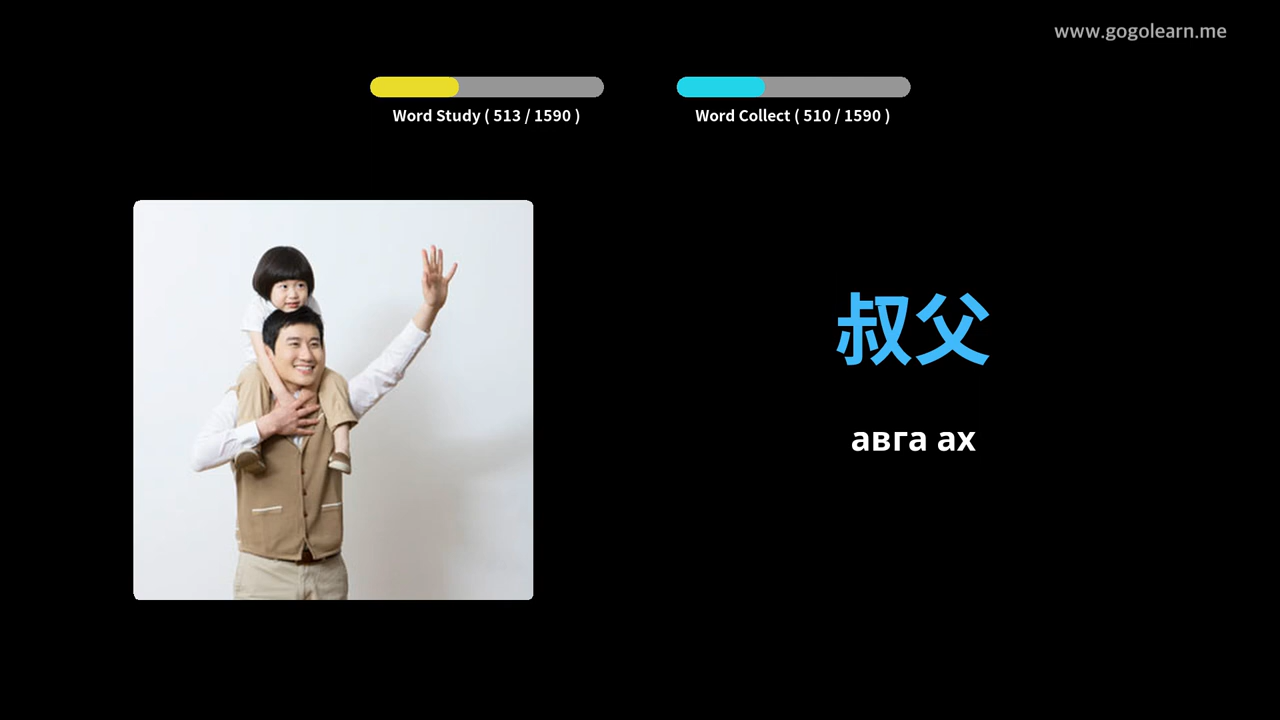 www.gogolearn.me
Word Study ( 513 / 1590 )
Word Collect ( 510 / 1590 )
叔父
авга ах